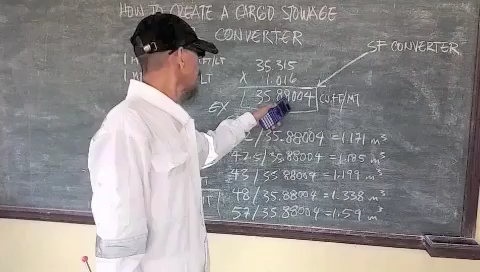 HOW TO CREATE A CARGO STOWAGE
CONVERTER
SF CONVERTER
35.315
X 1.016
35.88004 CU.FT/MT
EX
/35.88004 = 1.171 m³
42.5/35.88004 = 1.185 m³
43/35.88004 = 1.199 m³
48/35.88004 = 1.338 m³
57/35.88004 = 1.59 m³